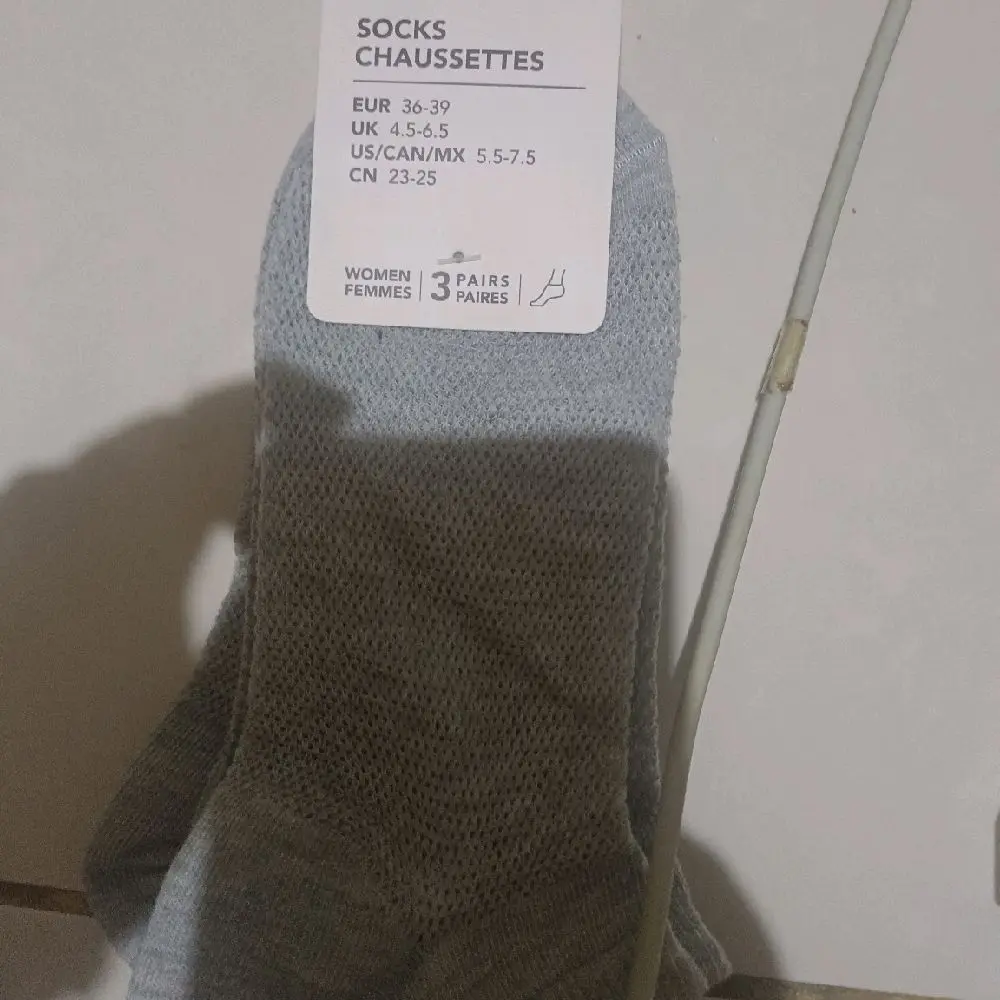 SOCKS
CHAUSSETTES
EUR 36-39
UK 4.5-6.5
US/CAN/MX 5.5-7.5
CN 23-25
WOMEN
FEMMES
3 PAIRS
PAIRES